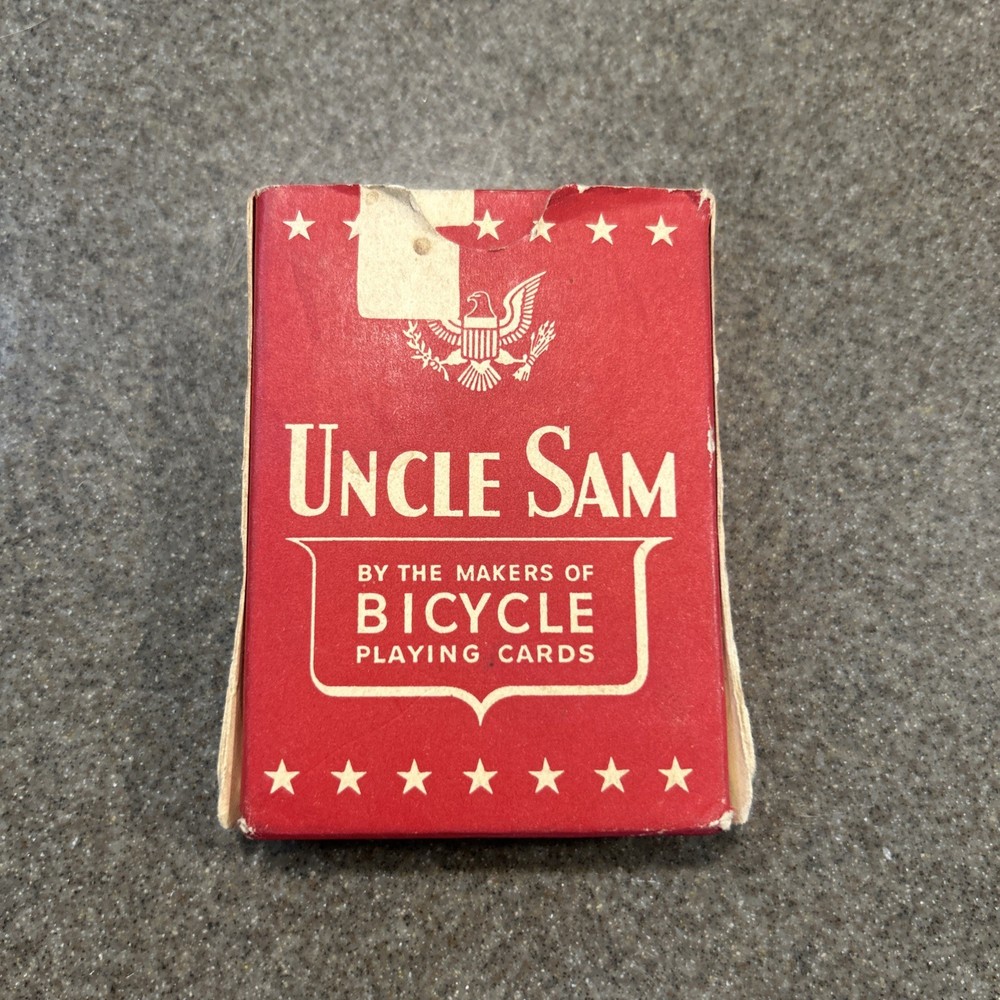 UNCLE SAM
BY THE MAKERS OF
BICYCLE
PLAYING CARDS